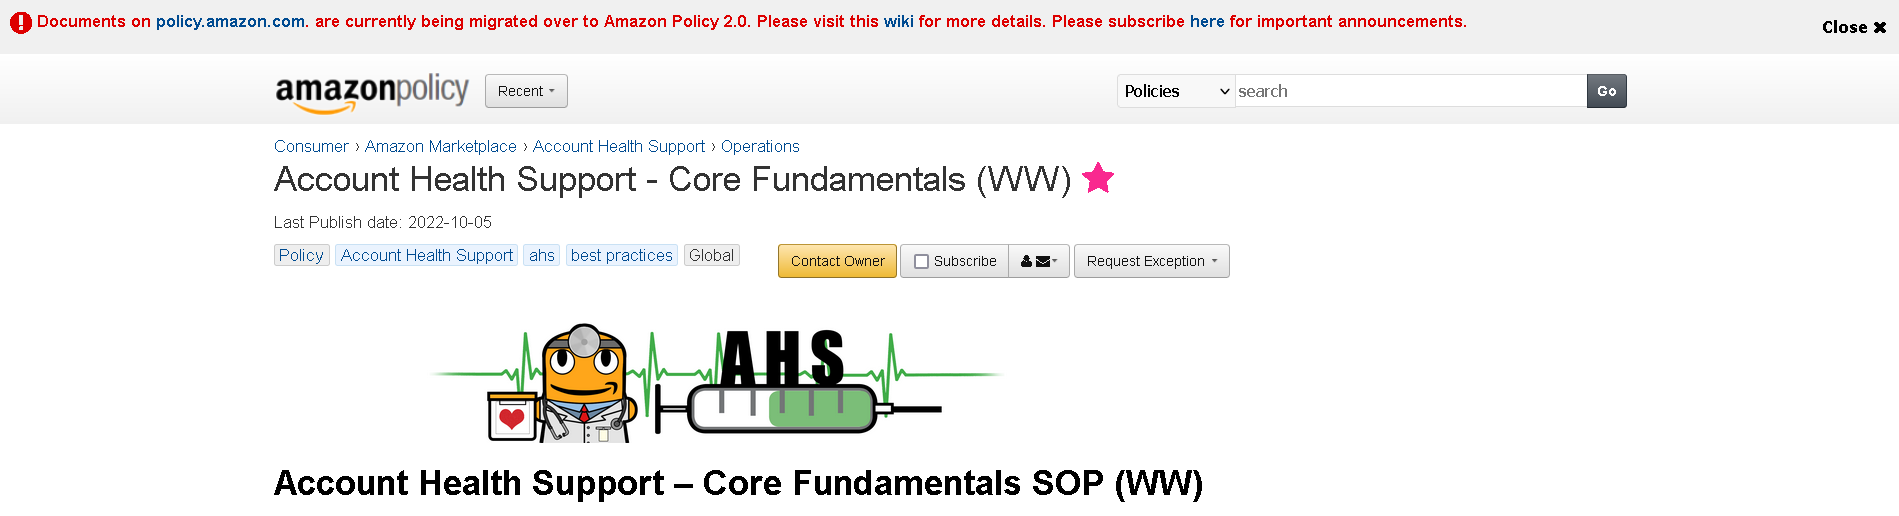 Documents on policy.amazon.com. are currently being migrated over to Amazon Policy 2.0. Please visit this wiki for more details. Please subscribe here for important announcements.
Close ✖
amazonpolicy
Recent
Policies
search
Go
Consumer › Amazon Marketplace › Account Health Support › Operations
Account Health Support - Core Fundamentals (WW)
Last Publish date: 2022-10-05
Policy Account Health Support ahs best practices Global
Contact Owner
Subscribe
Request Exception
AHS
Account Health Support – Core Fundamentals SOP (WW)